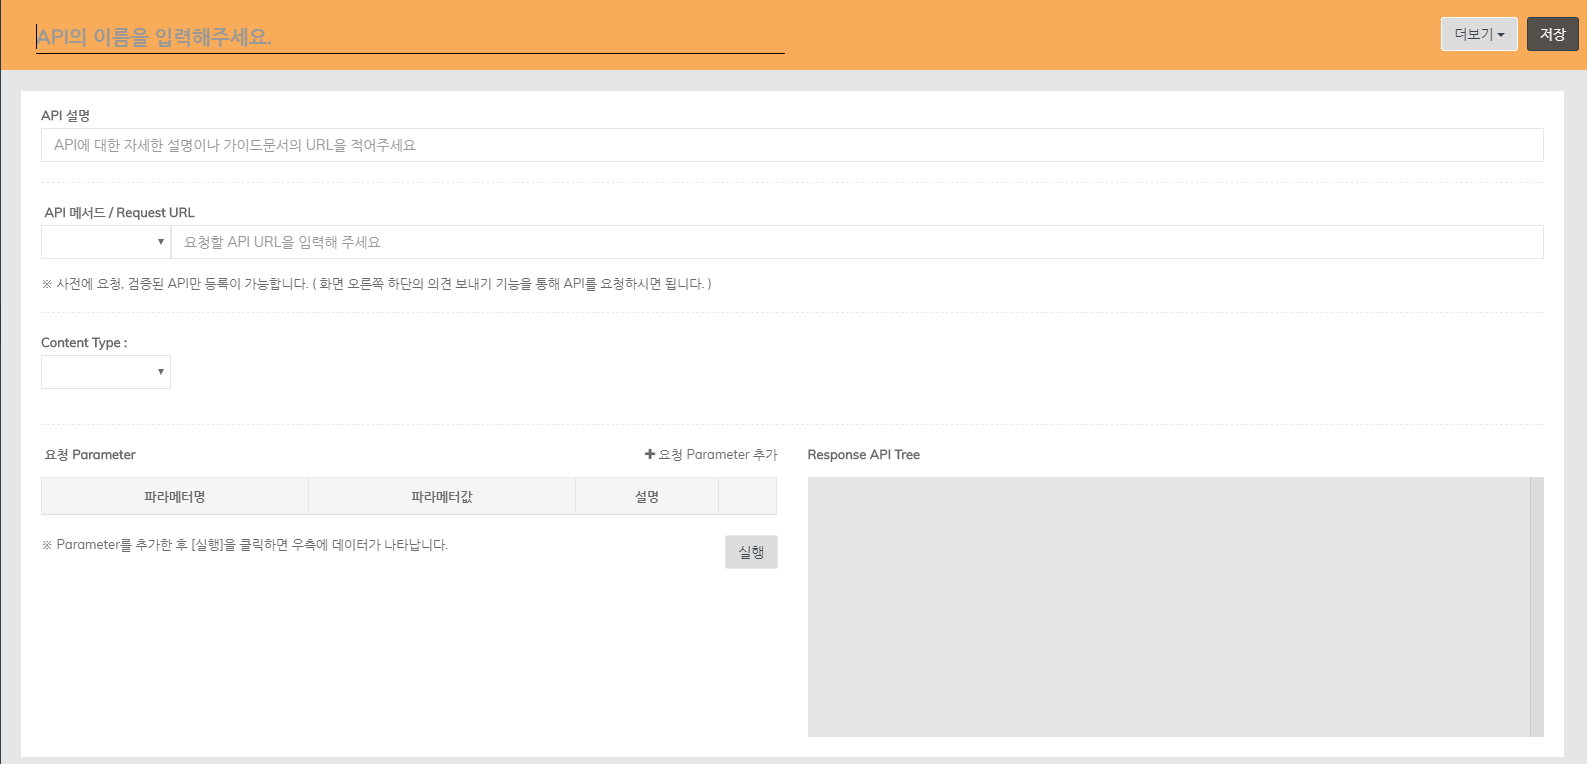 API의 이름을 입력해주세요.
더보기
저장
API 설명
API에 대한 자세한 설명이나 가이드문서의 URL을 적어주세요
API 메서드 / Request URL
요청할 API URL을 입력해 주세요
※ 사전에 요청, 검증된 API만 등록이 가능합니다. ( 화면 오른쪽 하단의 의견 보내기 기능을 통해 API를 요청하시면 됩니다. )
Content Type :
요청 Parameter
요청 Parameter 추가
Response API Tree
파라메터명 파라메터값 설명
※ Parameter를 추가한 후 [실행]을 클릭하면 우측에 데이터가 나타납니다.
실행